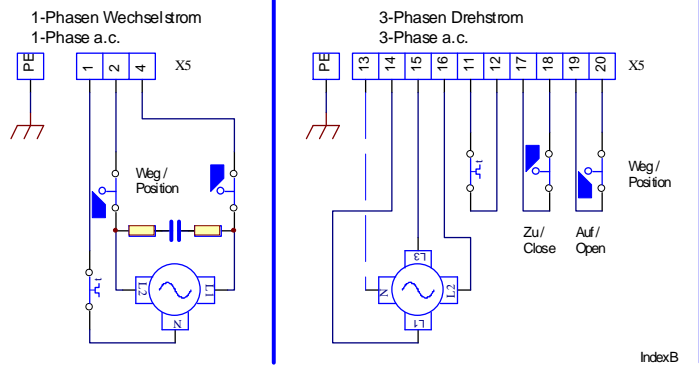 1-Phasen Wechselstrom
1-Phase a.c.
PE
1 2 4
X5
Weg /
Position
t
L2
L1
N
3-Phasen Drehstrom
3-Phase a.c.
PE
13 14 15 16 11 12 17 18 19 20
X5
t
Weg /
Position
Zu /
Close
Auf /
Open
L3
N
L2
L1
IndexB